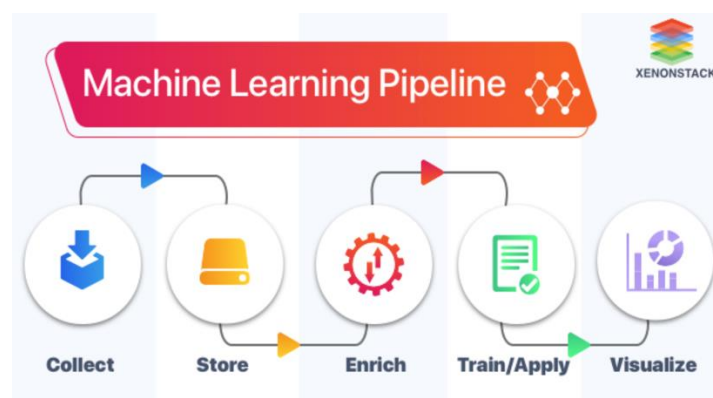 Machine Learning Pipeline
XENONSTACK
Collect
Store
Enrich
Train/Apply
Visualize